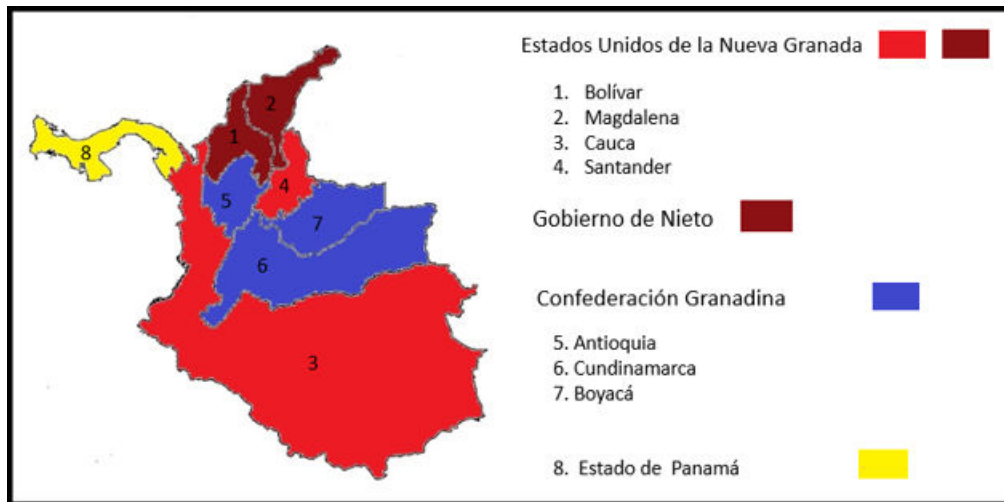 Estados Unidos de la Nueva Granada
1. Bolívar
2. Magdalena
3. Cauca
4. Santander
Gobierno de Nieto
Confederación Granadina
5. Antioquia
6. Cundinamarca
7. Boyacá
8. Estado de Panamá
2
1
8
4
5
7
6
3